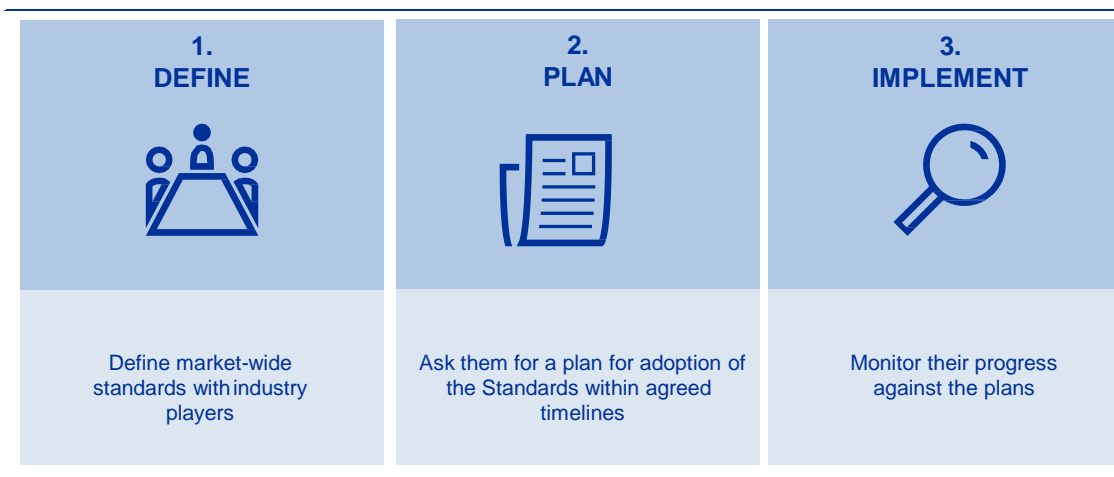 1.
DEFINE
Define market-wide
standards with industry
players
2.
PLAN
Ask them for a plan for adoption of
the Standards within agreed
timelines
3.
IMPLEMENT
Monitor their progress
against the plans